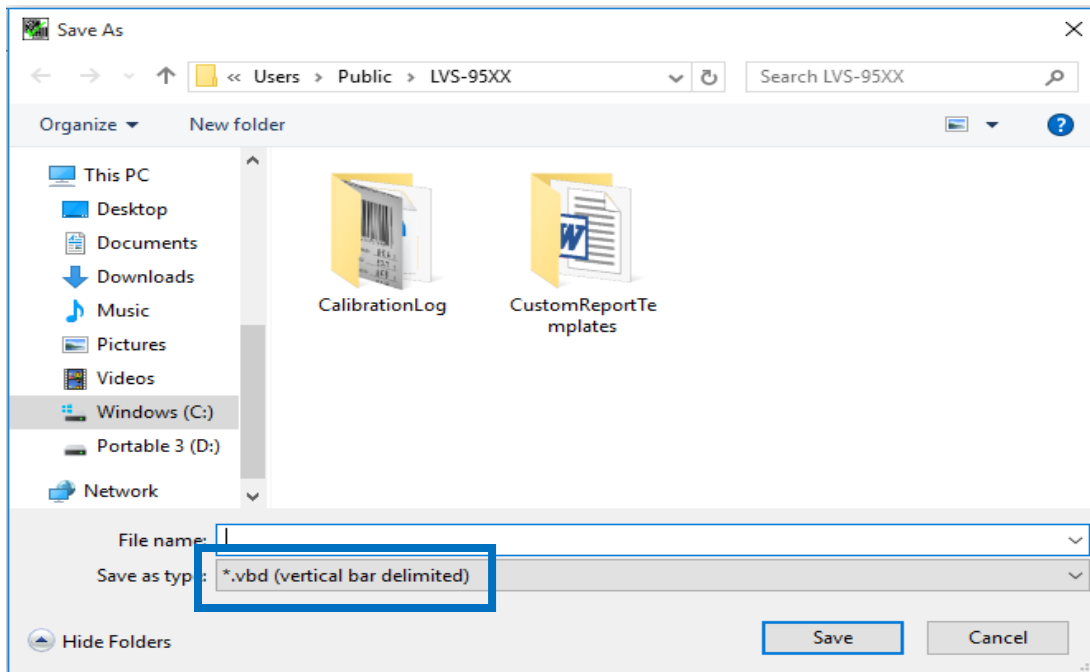 Save As
« Users > Public > LVS-95XX
Search LVS-95XX
Organize
New folder
This PC
Desktop
Documents
Downloads
Music
Pictures
Videos
Windows (C:)
Portable 3 (D:)
Network
CalibrationLog
CustomReportTe
mplates
File name:
Save as type: *.vbd (vertical bar delimited)
Hide Folders
Save
Cancel